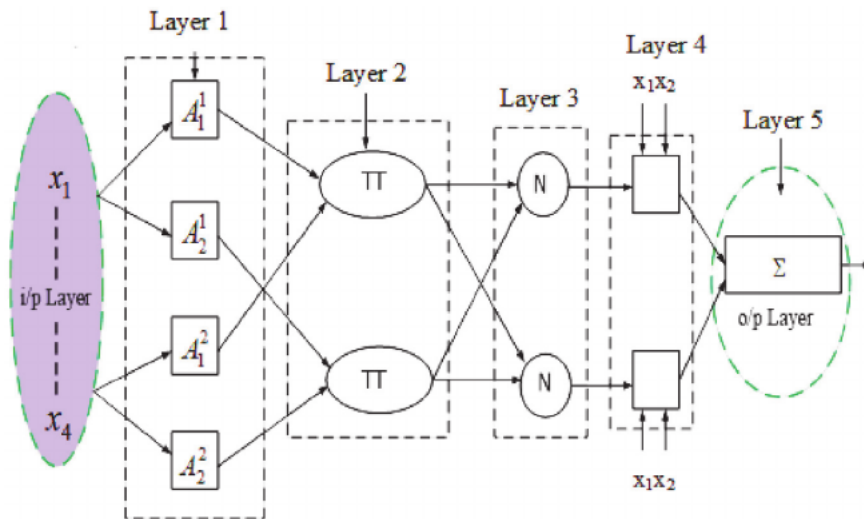 Layer 1
Layer 2
Layer 3
Layer 4
Layer 5
x₁x₂
x₁
i/p Layer
x₄
A₁¹
A₂¹
A₁²
A₂²
TT
TT
N
N
Σ
o/p Layer
x₁x₂